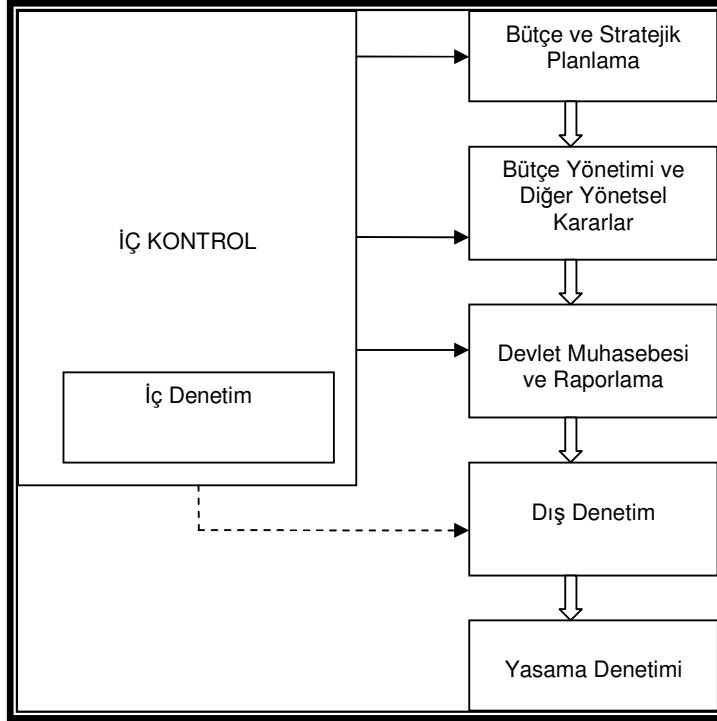 İÇ KONTROL
İç Denetim
Bütçe ve Stratejik
Planlama
Bütçe Yönetimi ve
Diğer Yönetsel
Kararlar
Devlet Muhasebesi
ve Raporlama
Dış Denetim
Yasama Denetimi